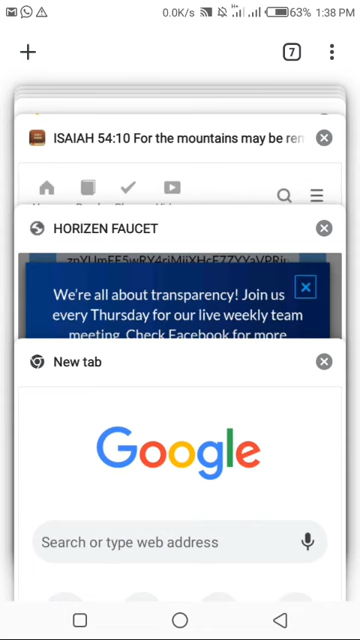 0.0K/s 63% 1:38 PM
7
ISAIAH 54:10 For the mountains may be
HORIZEN FAUCET
We're all about transparency! Join us
every Thursday for our live weekly team
meeting. Check Facebook for more
New tab
Google
Search or type web address